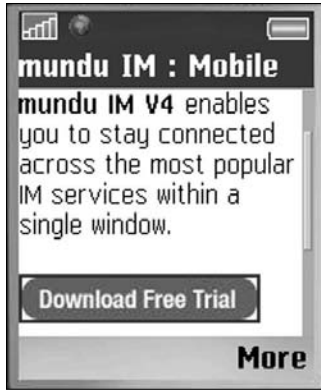 mundu IM : Mobile
mundu IM V4 enables
you to stay connected
across the most popular
IM services within a
single window.
Download Free Trial
More